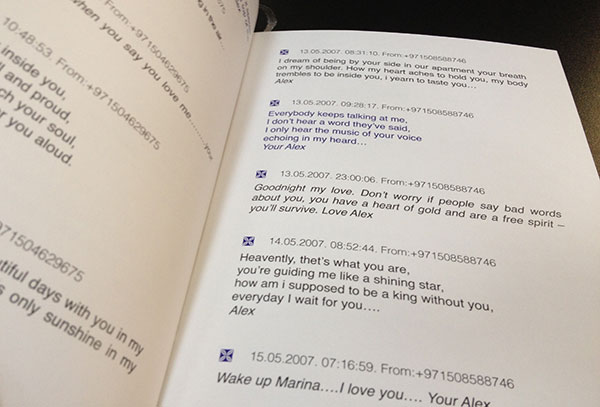 say you love me
10:48:53. From:+971504629675
inside you,
and proud,
your soul,
you aloud.
+971504629675
days with you in my
only sunshine in my
13.05.2007. 08:31:10. From:+971508588746
I dream of being by your side in our apartment your breath
on my shoulder. How my heart aches to hold you, my body
trembles to be inside you, i yearn to taste you…
Alex
13.05.2007. 09:28:17. From:+971508588746
Everybody keeps talking at me,
I don't hear a word they've said,
I only hear the music of your voice
echoing in my heard…
Your Alex
13.05.2007. 23:00:06. From:+971508588746
Goodnight my love. Don't worry if people say bad words
about you, you have a heart of gold and are a free spirit –
you'll survive. Love Alex
14.05.2007. 08:52:44. From:+971508588746
Heavently, thet's what you are,
you're guiding me like a shining star,
how am i supposed to be a king without you,
everyday I wait for you….
Alex
15.05.2007. 07:16:59. From:+971508588746
Wake up Marina….I love you…. Your Alex